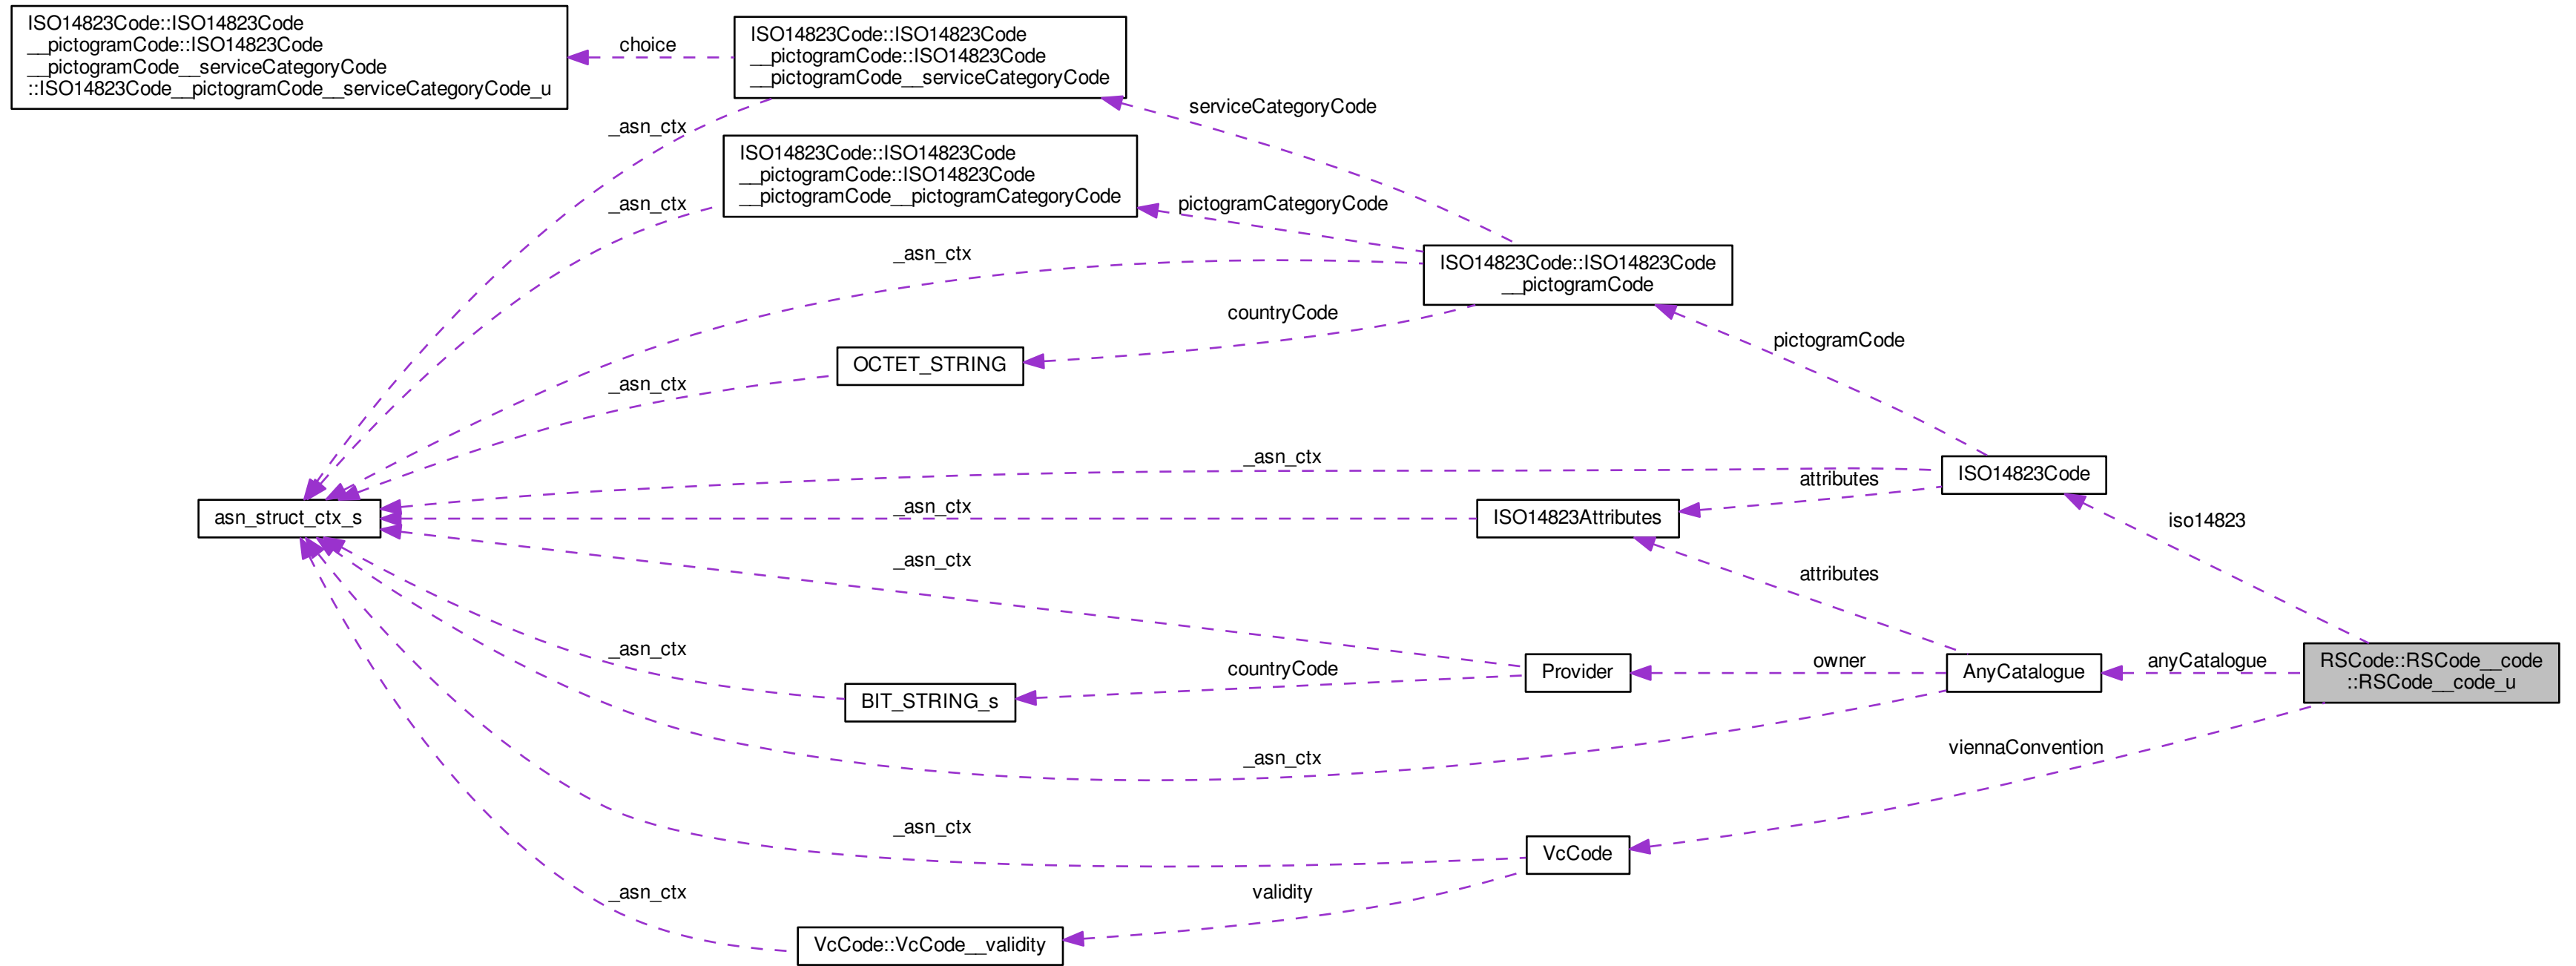 ISO14823Code::ISO14823Code
__pictogramCode::ISO14823Code
__pictogramCode__serviceCategoryCode
::ISO14823Code__pictogramCode__serviceCategoryCode_u
choice
ISO14823Code::ISO14823Code
__pictogramCode::ISO14823Code
__pictogramCode__serviceCategoryCode
serviceCategoryCode
_asn_ctx
ISO14823Code::ISO14823Code
__pictogramCode::ISO14823Code
__pictogramCode__pictogramCategoryCode
_asn_ctx
pictogramCategoryCode
_asn_ctx
ISO14823Code::ISO14823Code
__pictogramCode
countryCode
pictogramCode
OCTET_STRING
_asn_ctx
_asn_ctx
ISO14823Code
attributes
_asn_ctx
asn_struct_ctx_s
ISO14823Attributes
iso14823
_asn_ctx
attributes
_asn_ctx
countryCode
Provider
owner
AnyCatalogue
anyCatalogue
RSCode::RSCode__code
::RSCode__code_u
BIT_STRING_s
_asn_ctx
viennaConvention
_asn_ctx
VcCode
_asn_ctx
validity
VcCode::VcCode__validity